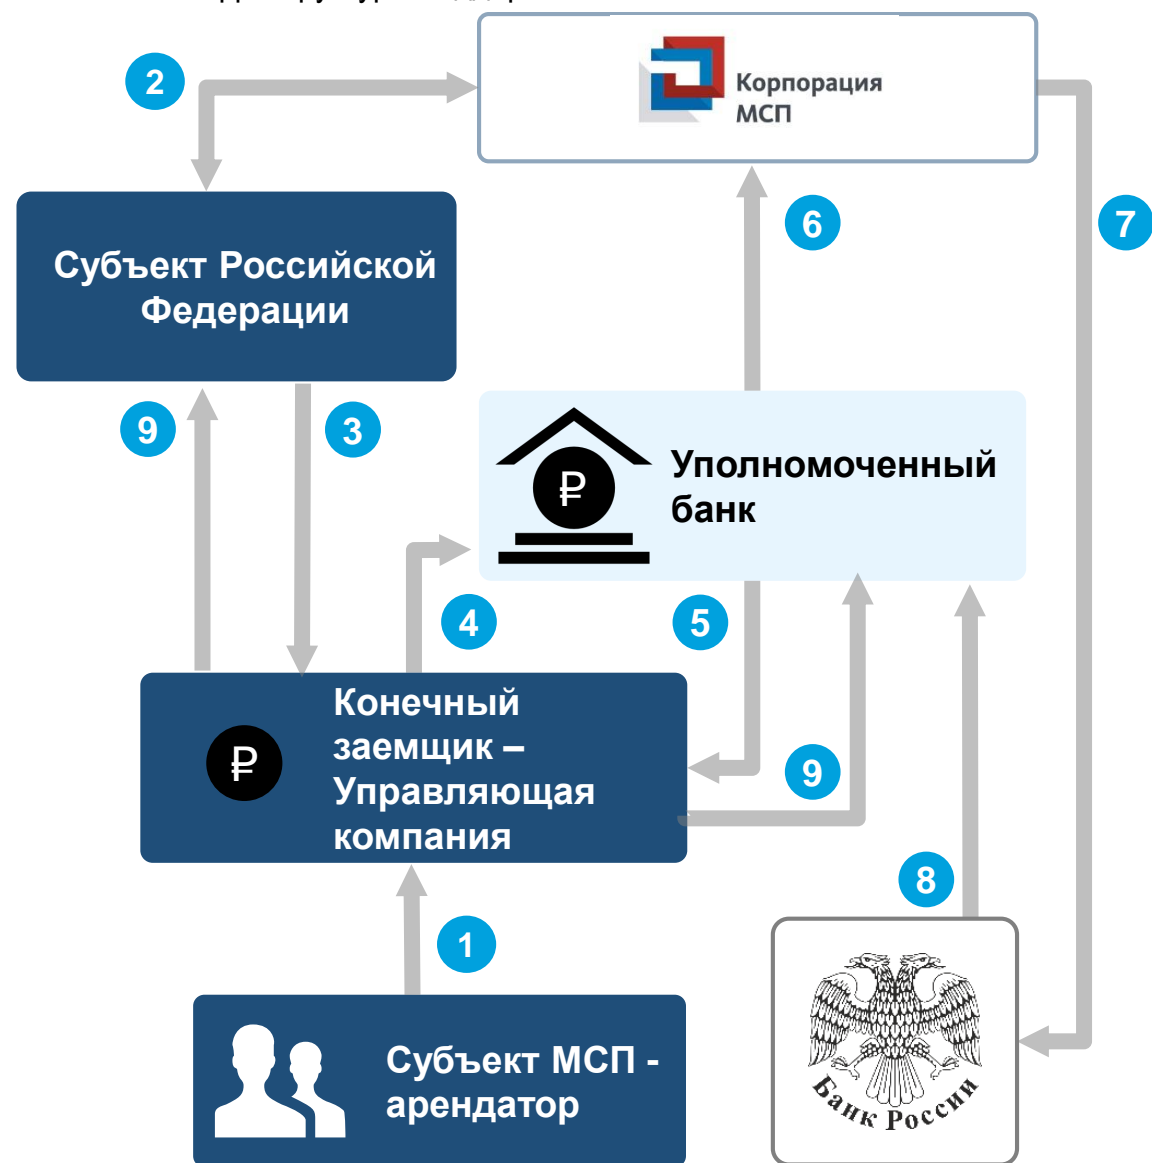 Корпорация
МСП
2
6
7
Субъект Российской
Федерации
9
3
₽
Уполномоченный
банк
4
5
₽
Конечный
заемщик –
Управляющая
компания
9
8
1
Субъект МСП -
арендатор
Банк России